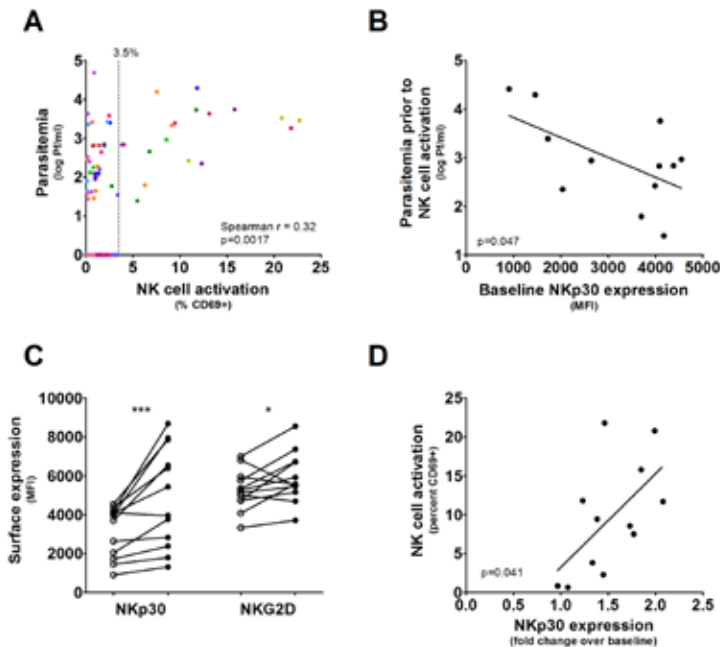 A
3.5%
5
4
3
2
1
0
Parasitemia
(log Pf/ml)
Spearman r = 0.32
p=0.0017
0
5
10
15
20
25
NK cell activation
(% CD69+)
B
5
4
3
2
1
Parasitemia prior to
NK cell activation
(log Pf/ml)
p=0.047
1000
2000
3000
4000
5000
Baseline NKp30 expression
(MFI)
C
10000
8000
6000
4000
2000
0
Surface expression
(MFI)
***
*
NKp30
NKG2D
D
25
20
15
10
5
0
NK cell activation
(percent CD69+)
p=0.041
0.0
0.5
1.0
1.5
2.0
2.5
NKp30 expression
(fold change over baseline)